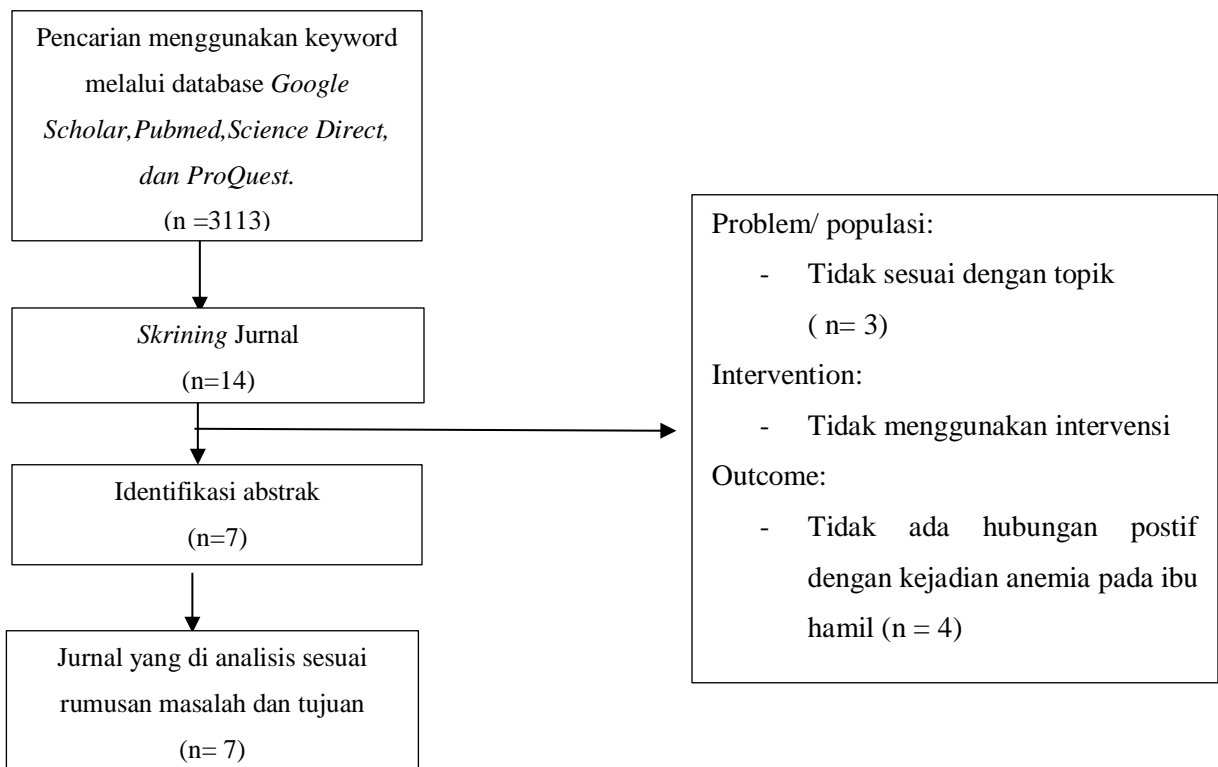 Pencarian menggunakan keyword
melalui database Google
Scholar,Pubmed,Science Direct,
dan ProQuest.
(n =3113)
Skrining Jurnal
(n=14)
Identifikasi abstrak
(n=7)
Jurnal yang di analisis sesuai
rumusan masalah dan tujuan
(n= 7)
Problem/ populasi:
- Tidak sesuai dengan topik
( n= 3)
Intervention:
- Tidak menggunakan intervensi
Outcome:
- Tidak ada hubungan postif
dengan kejadian anemia pada ibu
hamil (n = 4)